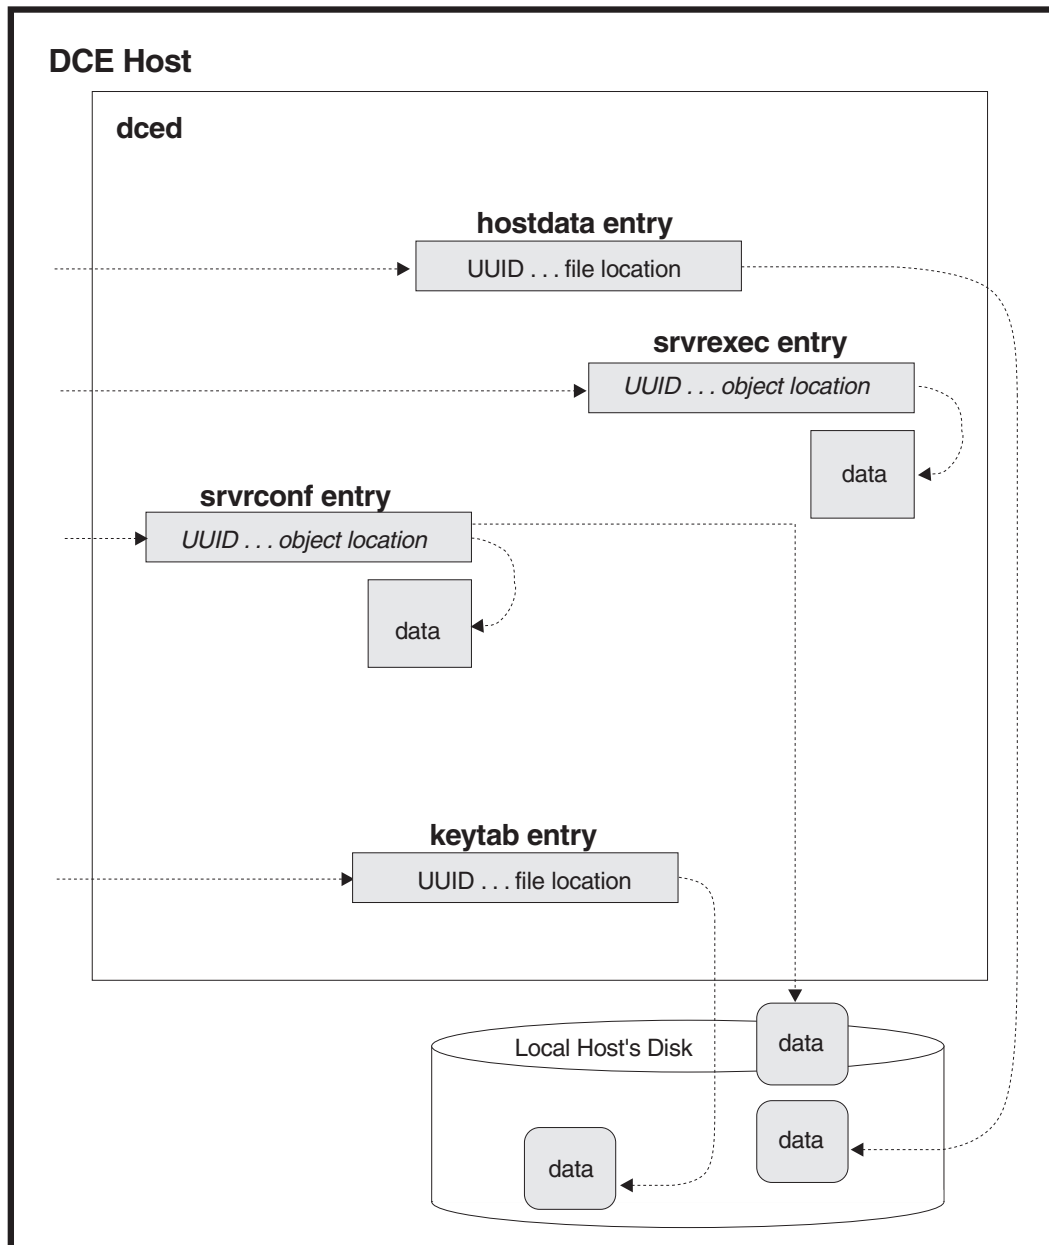 DCE Host
dced
hostdata entry
UUID . . . file location
srvrexec entry
UUID . . . object location
data
srvrconf entry
UUID . . . object location
data
keytab entry
UUID . . . file location
Local Host's Disk
data
data
data